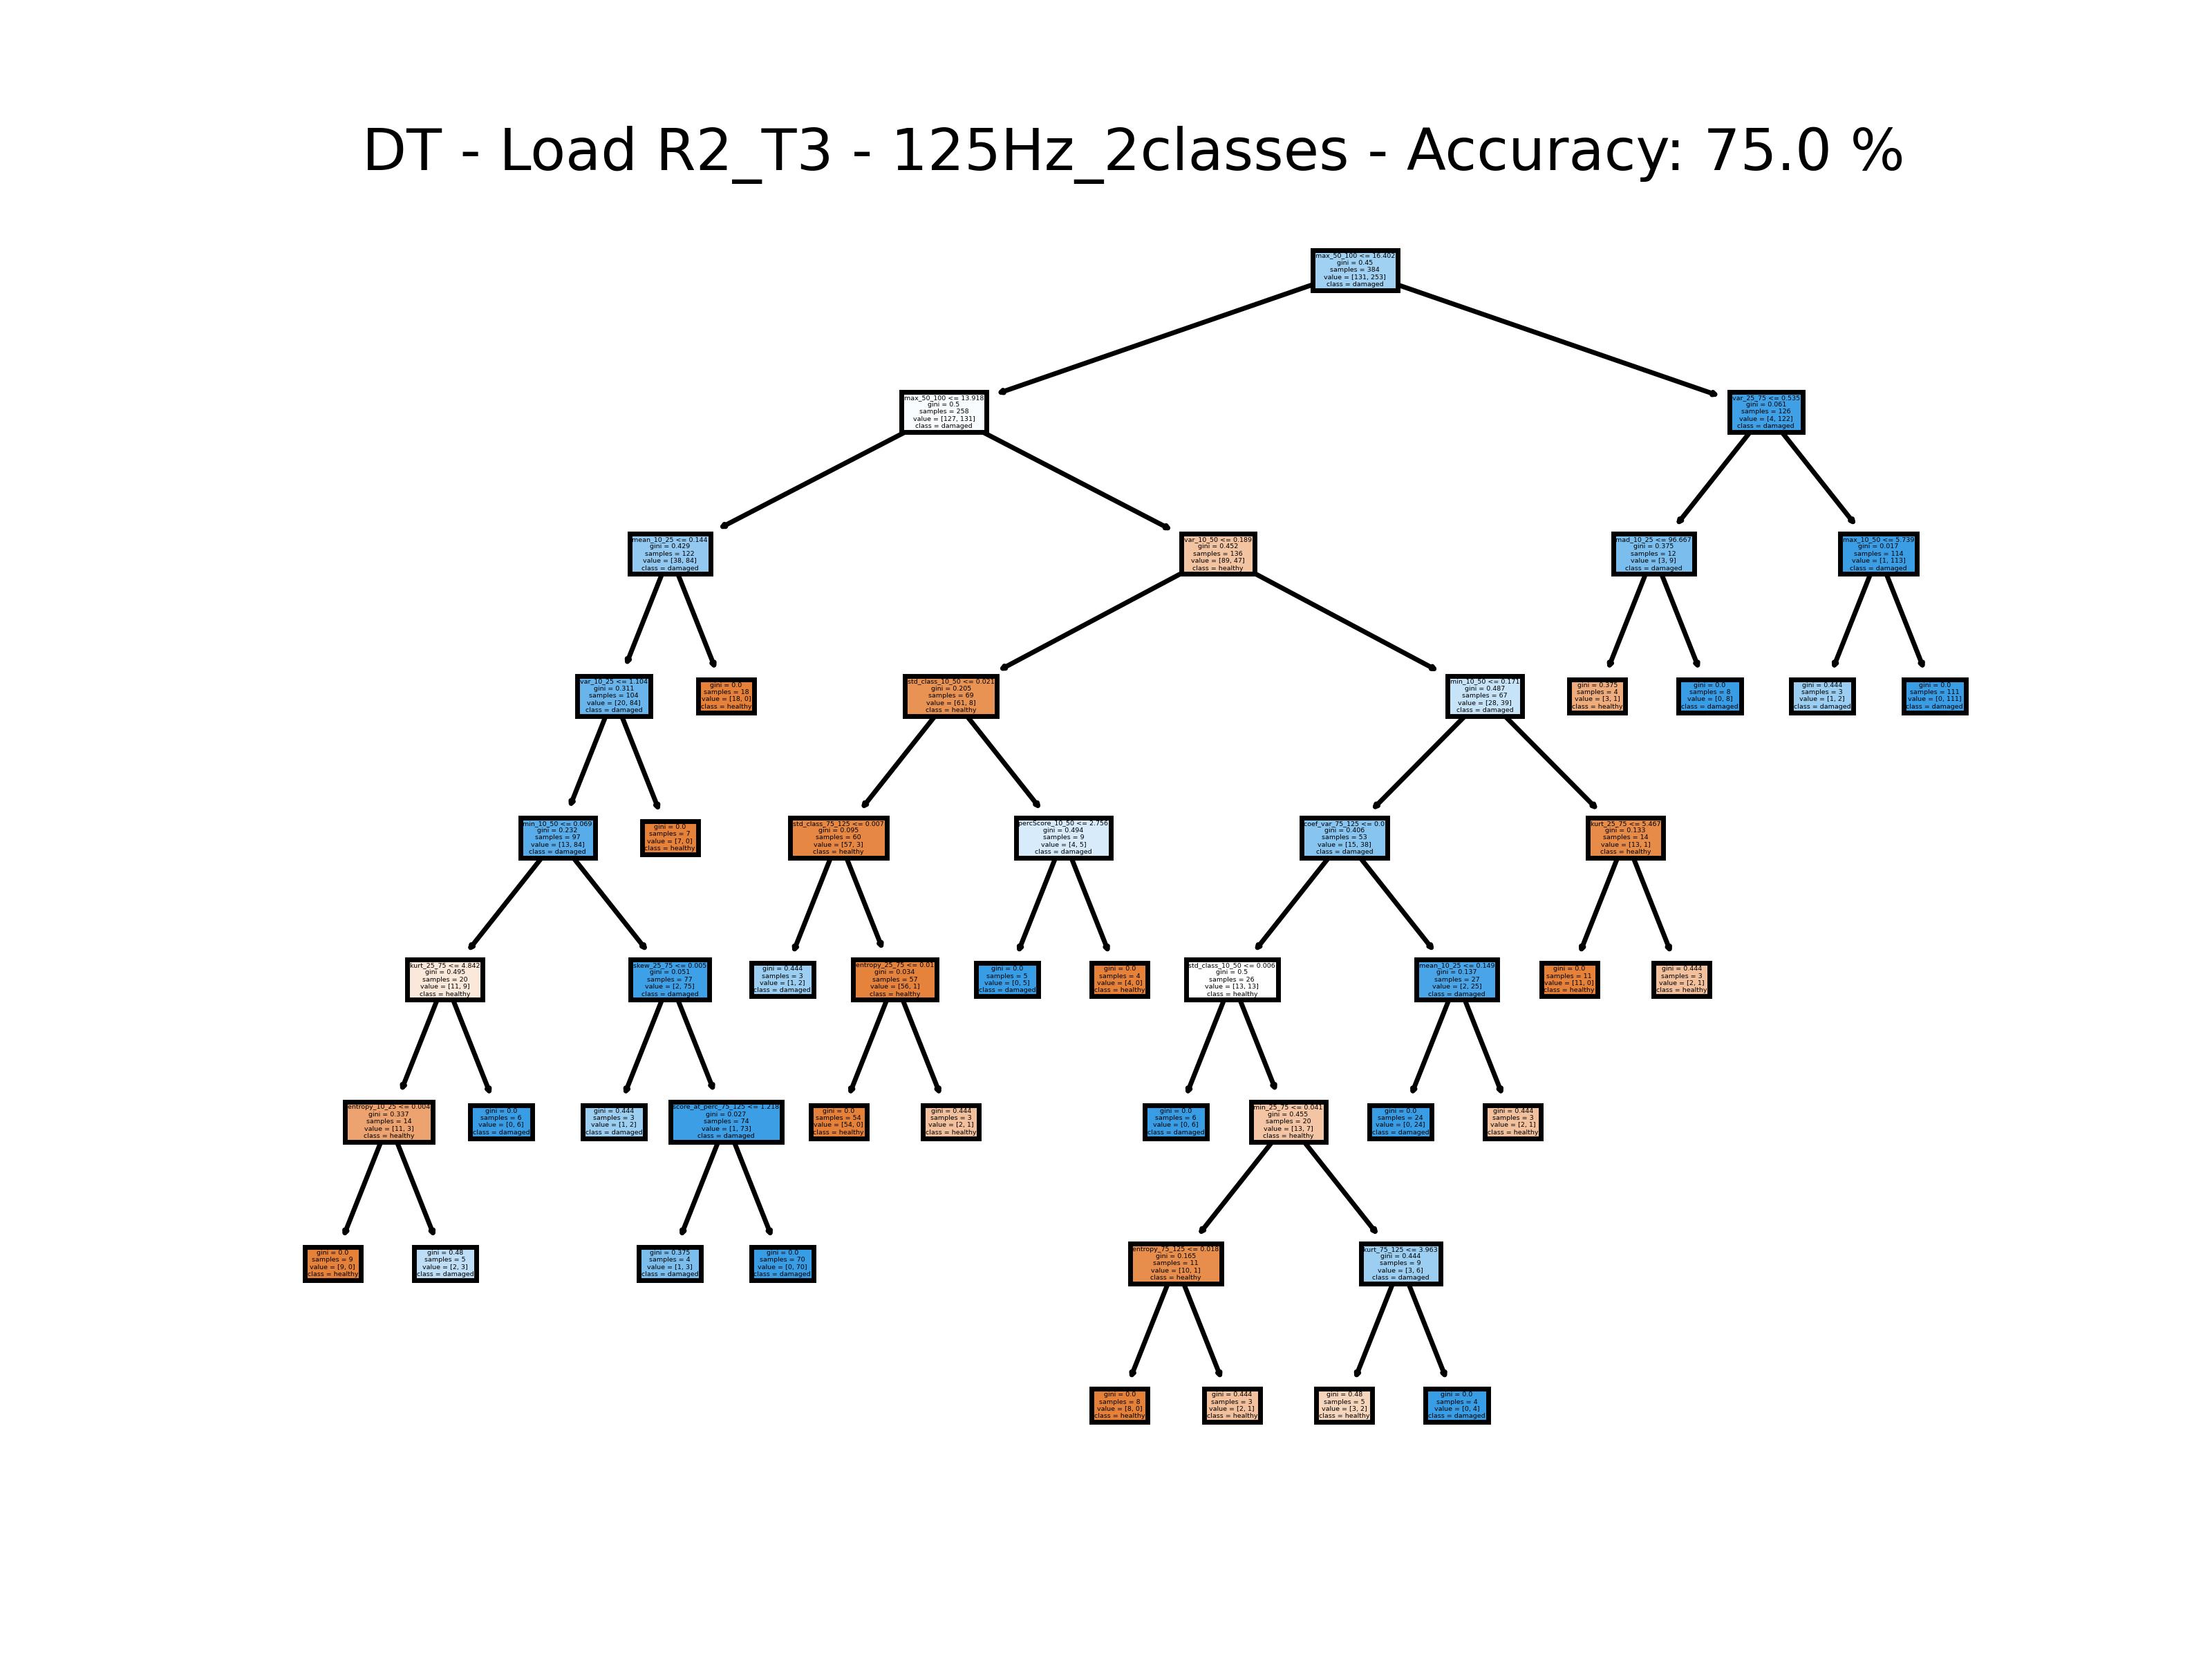 DT - Load R2_T3 - 125Hz_2classes - Accuracy: 75.0 %
max_50_100 <= 16.402
gini = 0.45
samples = 384
value = [131, 253]
class = damaged
max_50_100 <= 13.918
gini = 0.5
samples = 258
value = [127, 131]
class = damaged
var_25_75 <= 0.535
gini = 0.061
samples = 126
value = [4, 122]
class = damaged
mean_10_25 <= 0.144
gini = 0.429
samples = 122
value = [38, 84]
class = damaged
var_10_50 <= 0.189
gini = 0.452
samples = 136
value = [89, 47]
class = healthy
mad_10_25 <= 96.667
gini = 0.375
samples = 12
value = [3, 9]
class = damaged
max_10_50 <= 5.739
gini = 0.017
samples = 114
value = [1, 113]
class = damaged
var_10_25 <= 1.104
gini = 0.311
samples = 104
value = [20, 84]
class = damaged
gini = 0.0
samples = 18
value = [18, 0]
class = healthy
std_class_10_50 <= 0.021
gini = 0.205
samples = 69
value = [61, 8]
class = healthy
min_10_50 <= 0.171
gini = 0.487
samples = 67
value = [28, 39]
class = damaged
gini = 0.375
samples = 4
value = [3, 1]
class = healthy
gini = 0.0
samples = 8
value = [0, 8]
class = damaged
gini = 0.444
samples = 3
value = [1, 2]
class = damaged
gini = 0.0
samples = 111
value = [0, 111]
class = damaged
min_10_50 <= 0.069
gini = 0.232
samples = 97
value = [13, 84]
class = damaged
gini = 0.0
samples = 7
value = [7, 0]
class = healthy
std_class_75_125 <= 0.007
gini = 0.095
samples = 60
value = [57, 3]
class = healthy
percScore_10_50 <= 2.756
gini = 0.494
samples = 9
value = [4, 5]
class = damaged
coef_var_75_125 <= 0.0
gini = 0.406
samples = 53
value = [15, 38]
class = damaged
kurt_25_75 <= 5.467
gini = 0.133
samples = 14
value = [13, 1]
class = healthy
kurt_25_75 <= 4.842
gini = 0.495
samples = 20
value = [11, 9]
class = healthy
skew_25_75 <= 0.005
gini = 0.051
samples = 77
value = [2, 75]
class = damaged
gini = 0.444
samples = 3
value = [1, 2]
class = damaged
entropy_25_75 <= 0.01
gini = 0.034
samples = 57
value = [56, 1]
class = healthy
gini = 0.0
samples = 5
value = [0, 5]
class = damaged
gini = 0.0
samples = 4
value = [4, 0]
class = healthy
std_class_10_50 <= 0.006
gini = 0.5
samples = 26
value = [13, 13]
class = healthy
mean_10_25 <= 0.149
gini = 0.137
samples = 27
value = [2, 25]
class = damaged
gini = 0.0
samples = 11
value = [11, 0]
class = healthy
gini = 0.444
samples = 3
value = [2, 1]
class = healthy
entropy_10_25 <= 0.004
gini = 0.337
samples = 14
value = [11, 3]
class = healthy
gini = 0.0
samples = 6
value = [0, 6]
class = damaged
gini = 0.444
samples = 3
value = [1, 2]
class = damaged
score_at_perc_75_125 <= 1.218
gini = 0.027
samples = 74
value = [1, 73]
class = damaged
gini = 0.0
samples = 54
value = [54, 0]
class = healthy
gini = 0.444
samples = 3
value = [2, 1]
class = healthy
gini = 0.0
samples = 6
value = [0, 6]
class = damaged
min_25_75 <= 0.041
gini = 0.455
samples = 20
value = [13, 7]
class = healthy
gini = 0.0
samples = 24
value = [0, 24]
class = damaged
gini = 0.444
samples = 3
value = [2, 1]
class = healthy
gini = 0.0
samples = 9
value = [9, 0]
class = healthy
gini = 0.48
samples = 5
value = [2, 3]
class = damaged
gini = 0.375
samples = 4
value = [1, 3]
class = damaged
gini = 0.0
samples = 70
value = [0, 70]
class = damaged
entropy_75_125 <= 0.018
gini = 0.165
samples = 11
value = [10, 1]
class = healthy
kurt_75_125 <= 3.963
gini = 0.444
samples = 9
value = [3, 6]
class = damaged
gini = 0.0
samples = 8
value = [8, 0]
class = healthy
gini = 0.444
samples = 3
value = [2, 1]
class = healthy
gini = 0.48
samples = 5
value = [3, 2]
class = healthy
gini = 0.0
samples = 4
value = [0, 4]
class = damaged